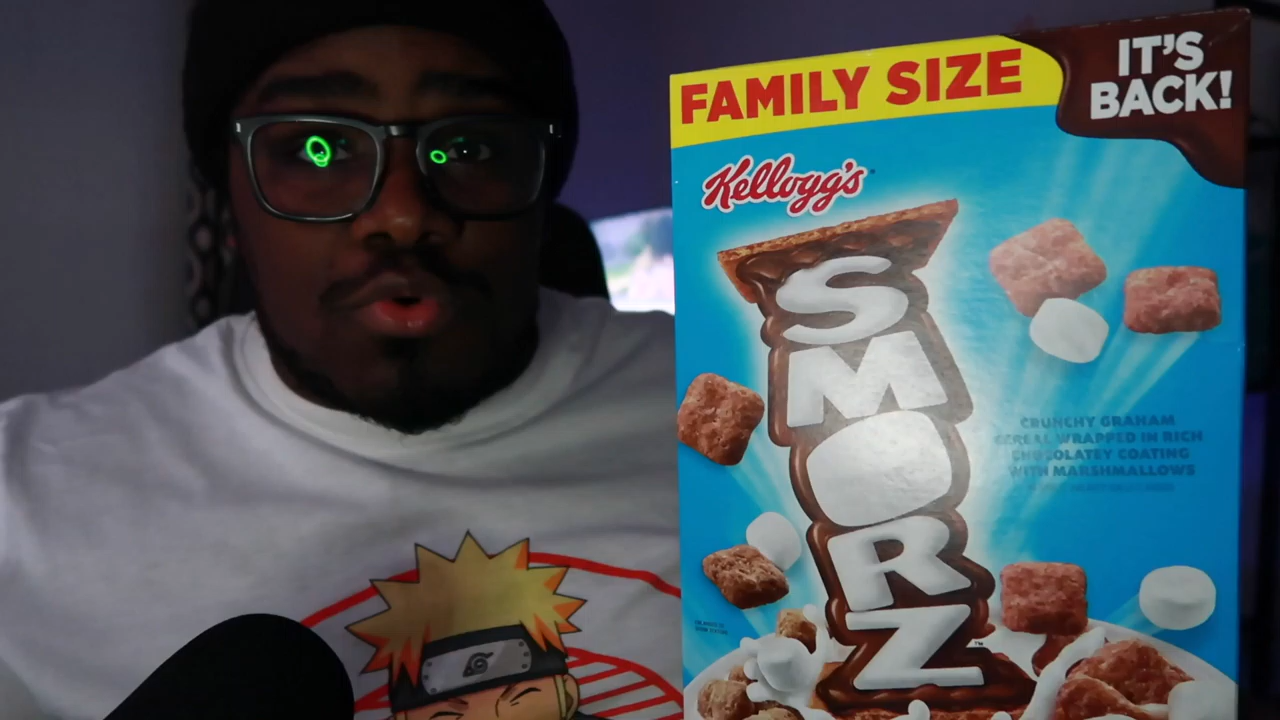 FAMILY SIZE
IT'S
BACK!
Kellogg's
SMORZ
CRUNCHY GRAHAM
CEREAL WRAPPED IN RICH
CHOCOLATEY COATING
WITH MARSHMALLOWS